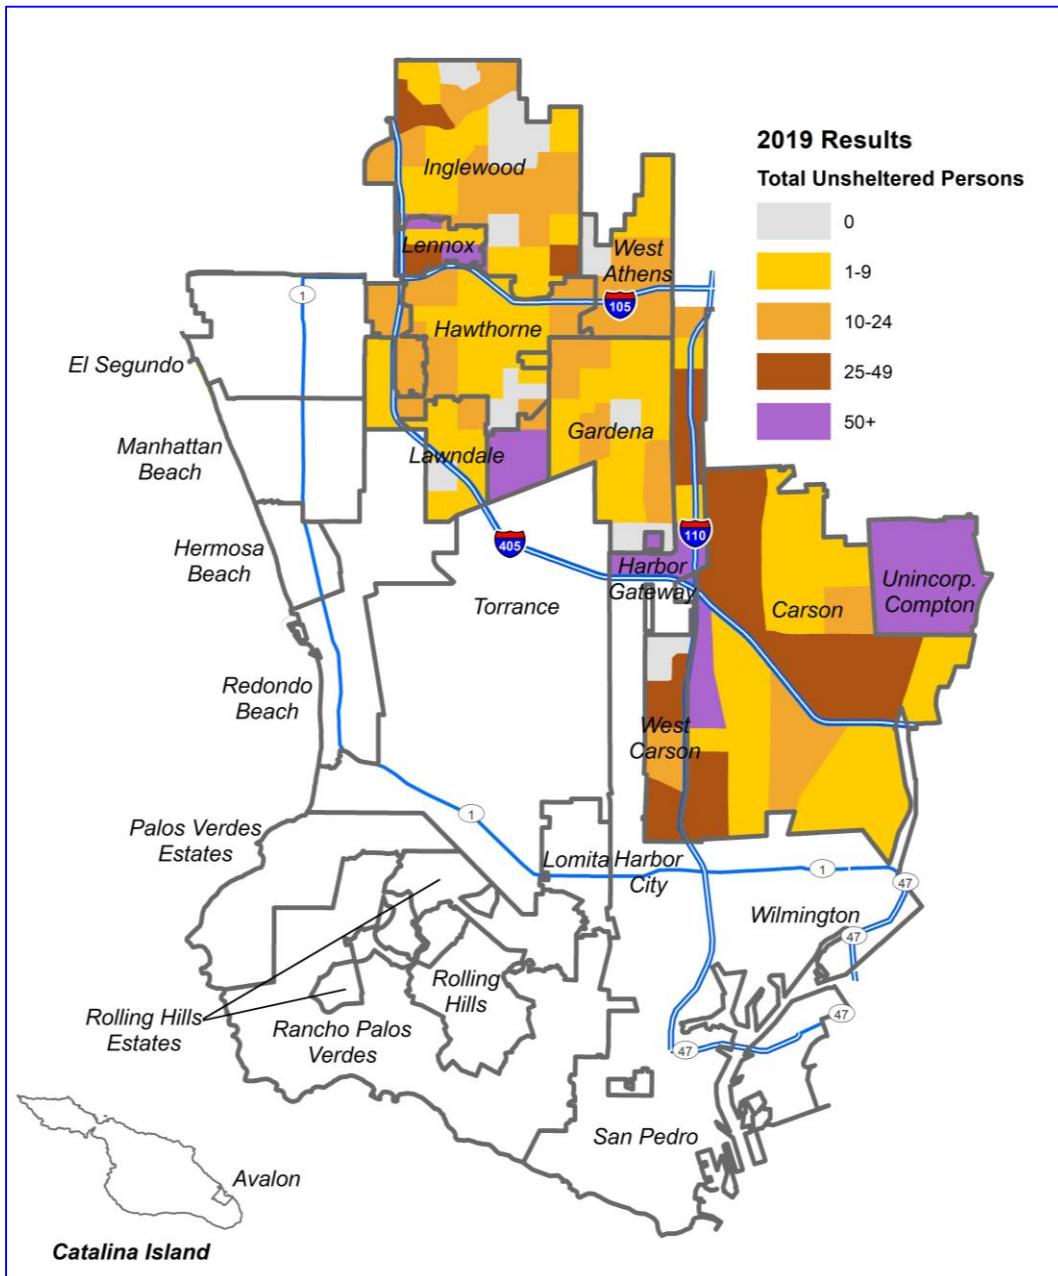 2019 Results
Total Unsheltered Persons
0
1-9
10-24
25-49
50+
Inglewood
Lennox
West
Athens
1
105
Hawthorne
El Segundo
Manhattan
Beach
Lawndale
Gardena
Hermosa
Beach
405
110
Harbor
Gateway
Torrance
Carson
Unincorp.
Compton
Redondo
Beach
West
Carson
Palos Verdes
Estates
1
Lomita
Harbor
City
1
47
Wilmington
47
Rolling
Hills
Rolling Hills
Estates
Rancho Palos
Verdes
47
47
San Pedro
Avalon
Catalina Island